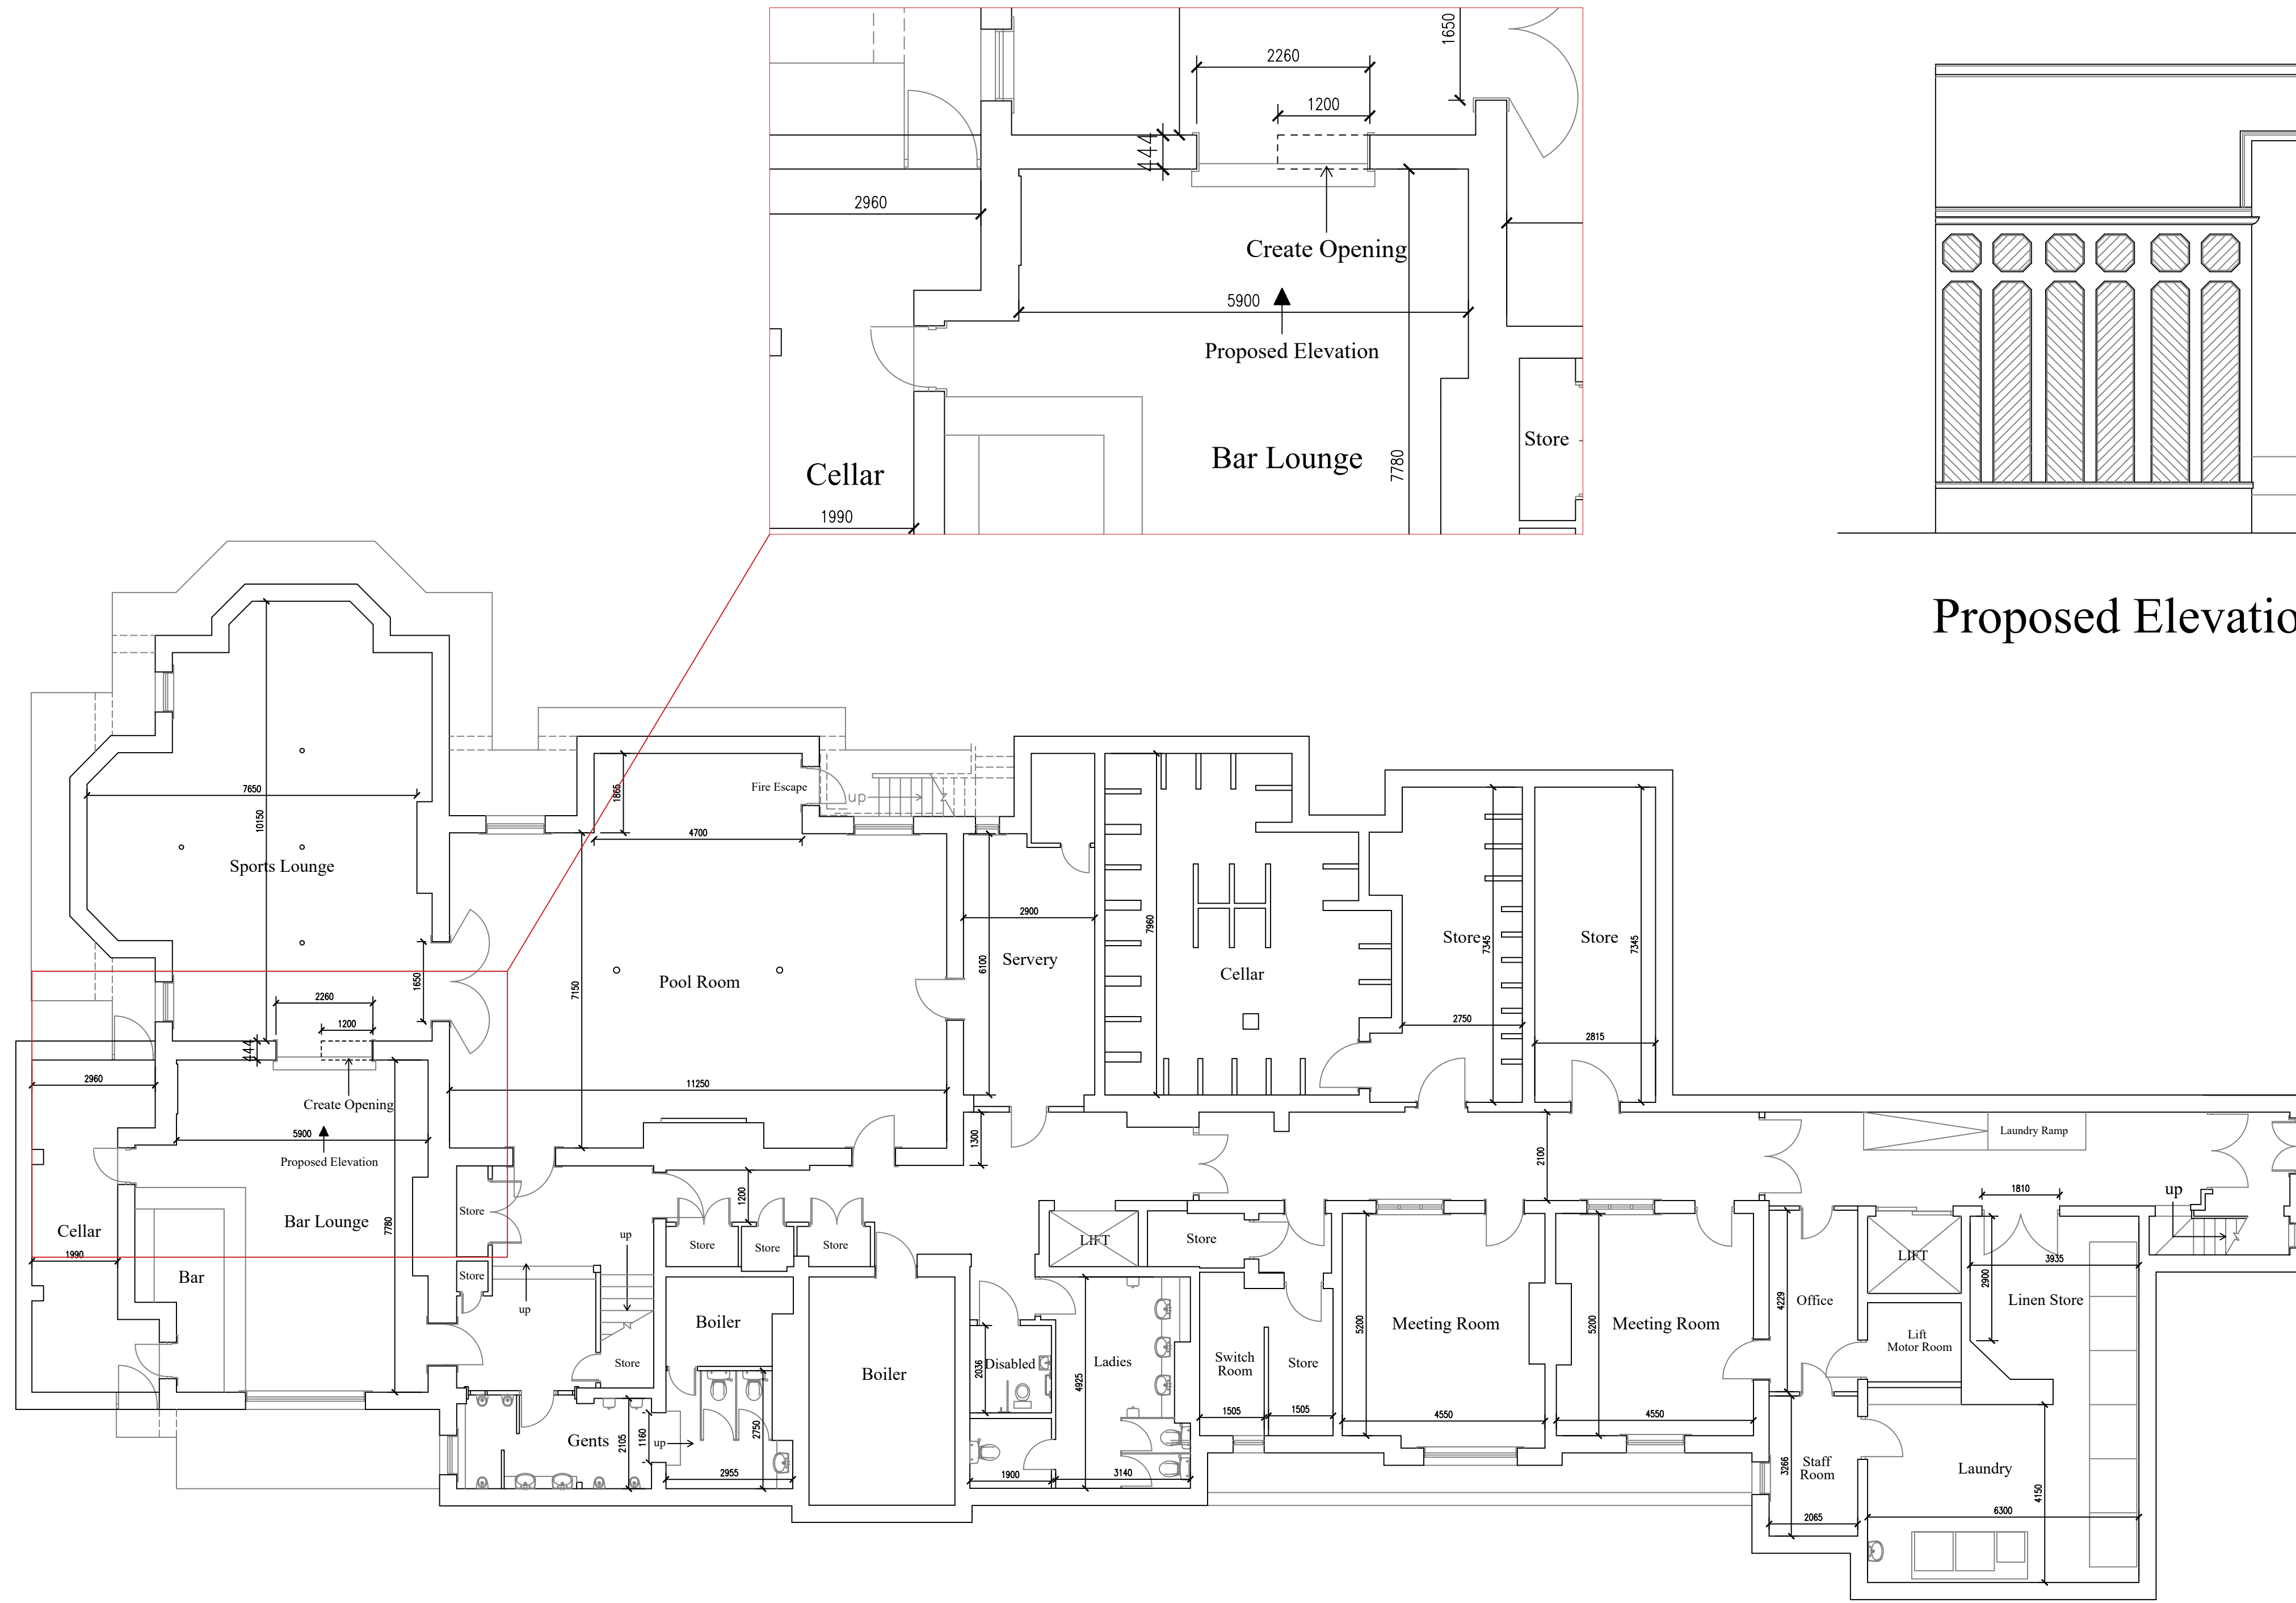 2260
1200
1650
444
2960
Create Opening
5900
Proposed Elevation
Bar Lounge
7780
Store
Cellar
1990
Proposed Elevatio
1865
Fire Escape
up
7650
10150
4700
Sports Lounge
2900
7960
Store
7345
Store
7345
Servery
6100
Cellar
Pool Room
7150
1650
2260
1200
444
2750
2815
2960
11250
Create Opening
5900
Proposed Elevation
1300
2100
Laundry Ramp
1200
1810
up
Store
Cellar
Bar Lounge
7780
1990
up
Store
Store
Store
LIFT
Store
LIFT
3935
2900
Bar
Store
up
Boiler
Office
4229
Linen Store
5200
Meeting Room
5200
Meeting Room
Lift
Motor Room
Store
Boiler
2036
Disabled
Ladies
4925
Switch
Room
Store
1505
1505
4550
4550
Gents
2105
1160
up
2750
2955
1900
3140
Staff
Room
3266
Laundry
4150
2065
6300